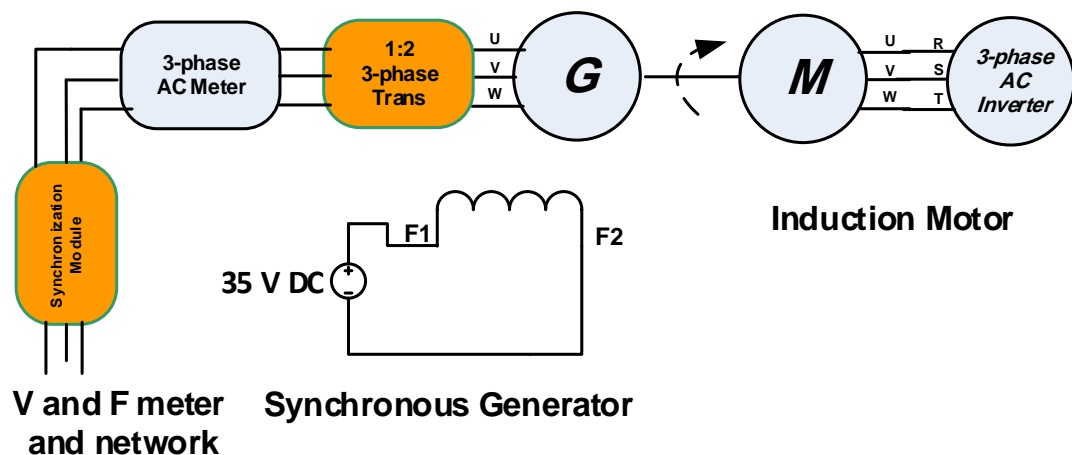 3-phase
AC Meter
1:2
3-phase
Trans
U
V
W
G
M
U
V
W
R
S
T
3-phase
AC
Inverter
Synchronization
Module
35 V DC
F1
F2
Induction Motor
V and F meter
and network
Synchronous Generator